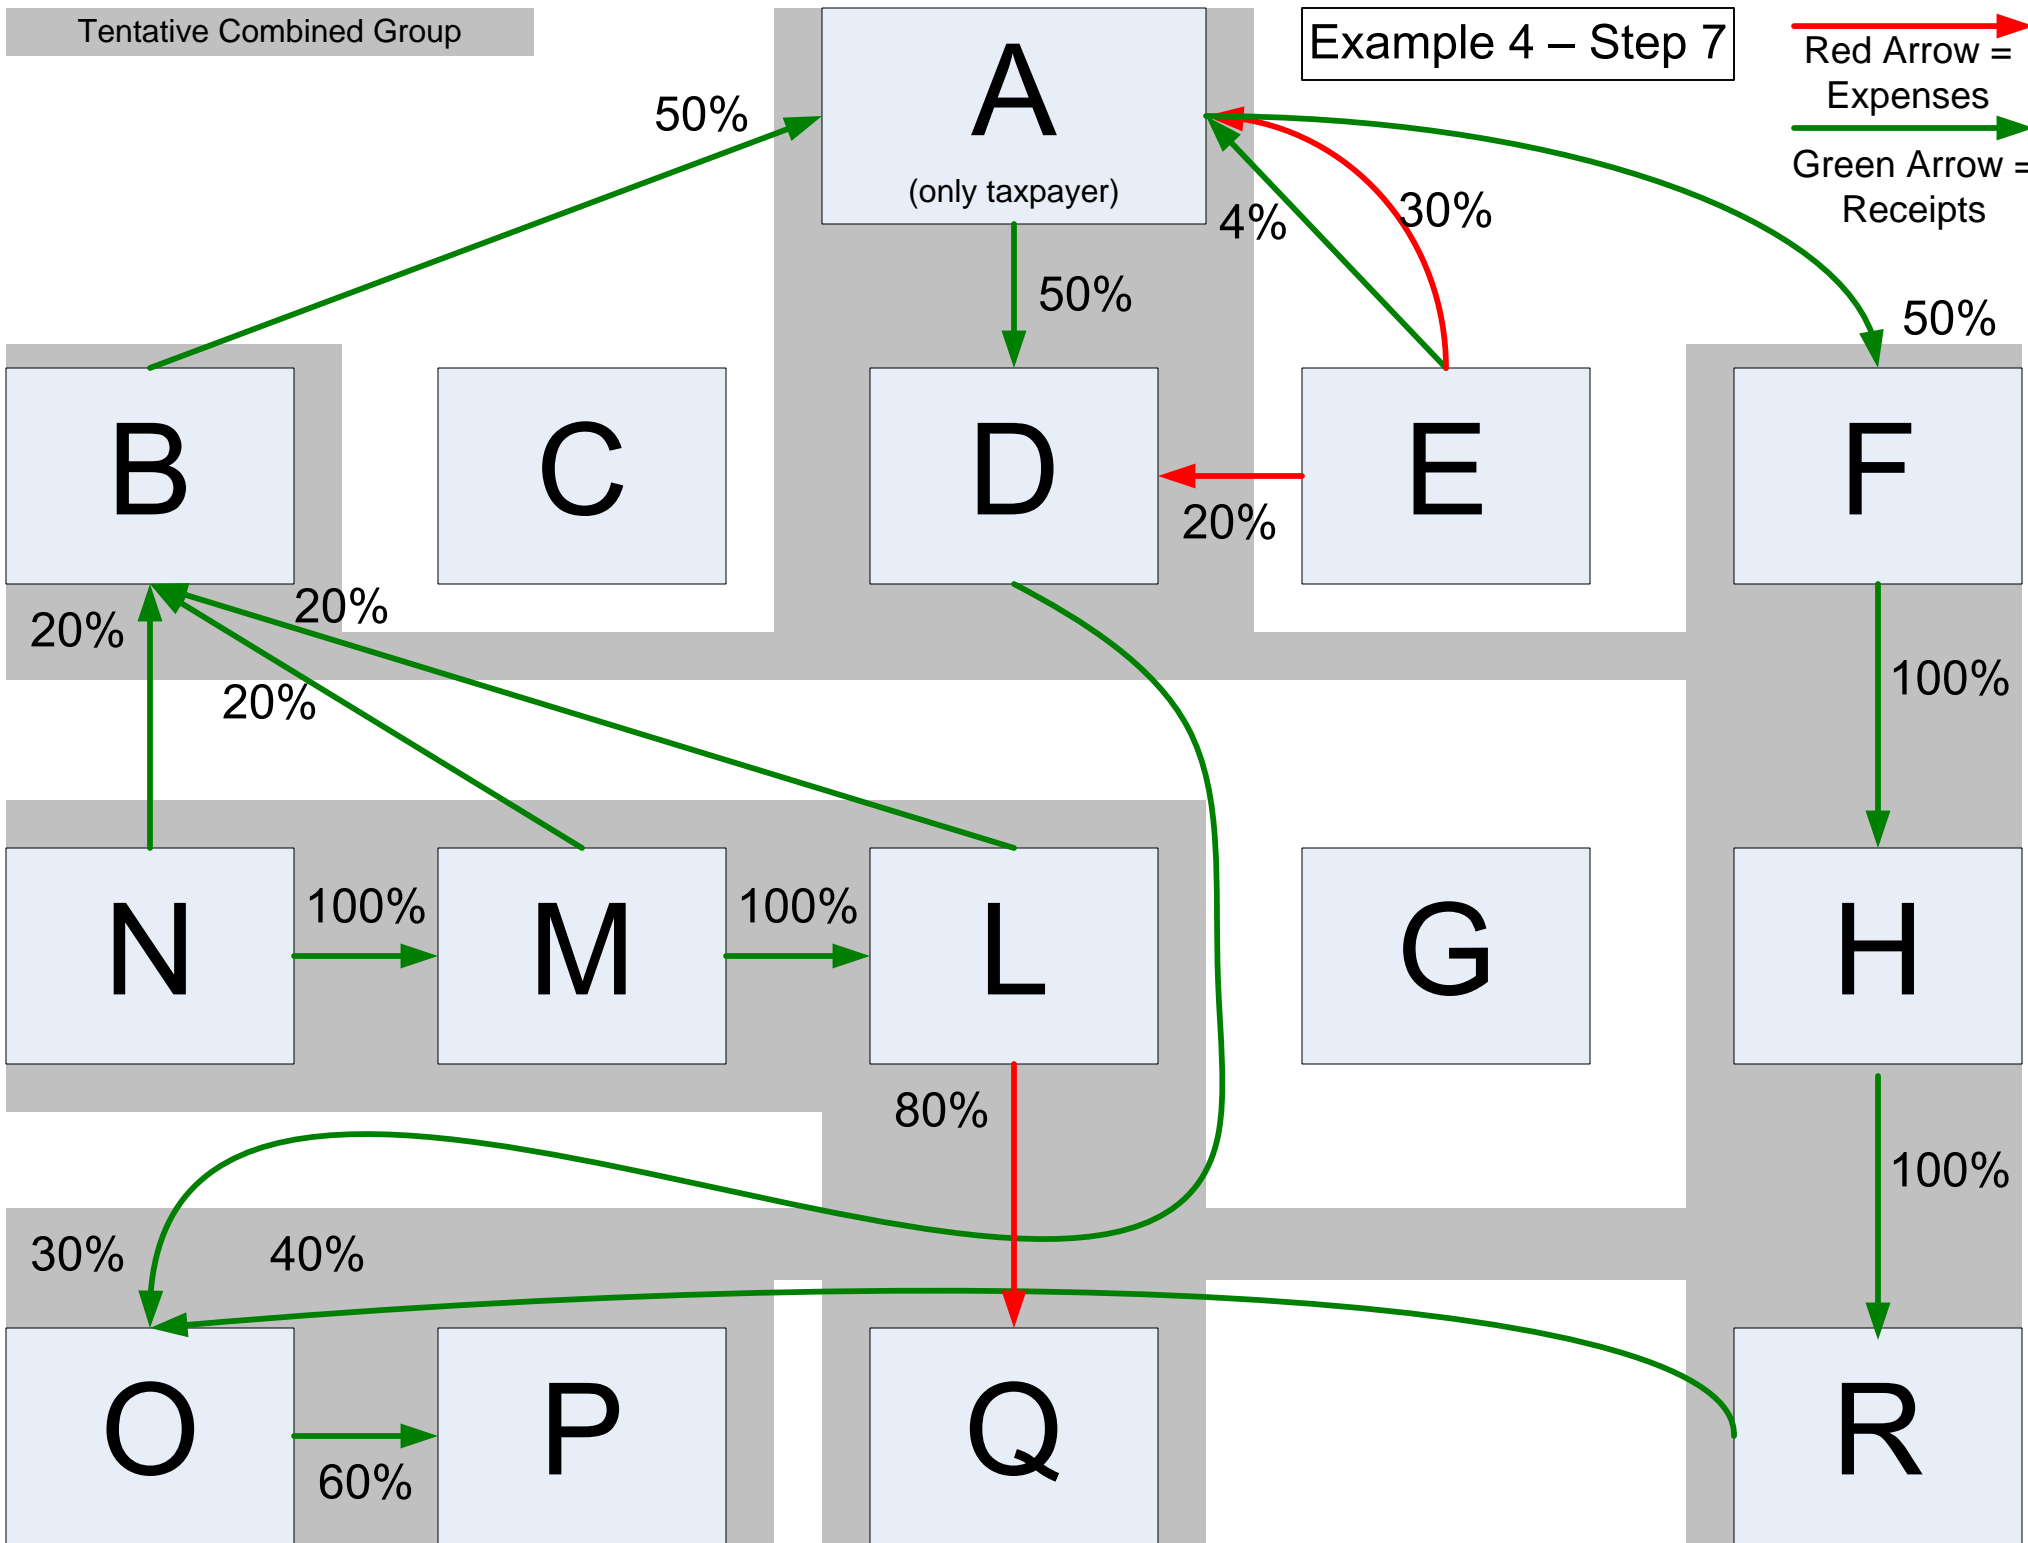 Tentative Combined Group
A
(only taxpayer)
Example 4 – Step 7
Red Arrow =
Expenses
Green Arrow =
Receipts
50%
4%
30%
50%
50%
B
C
D
E
F
20%
20%
20%
20%
100%
N
100%
M
100%
L
G
H
80%
100%
30%
40%
O
60%
P
Q
R